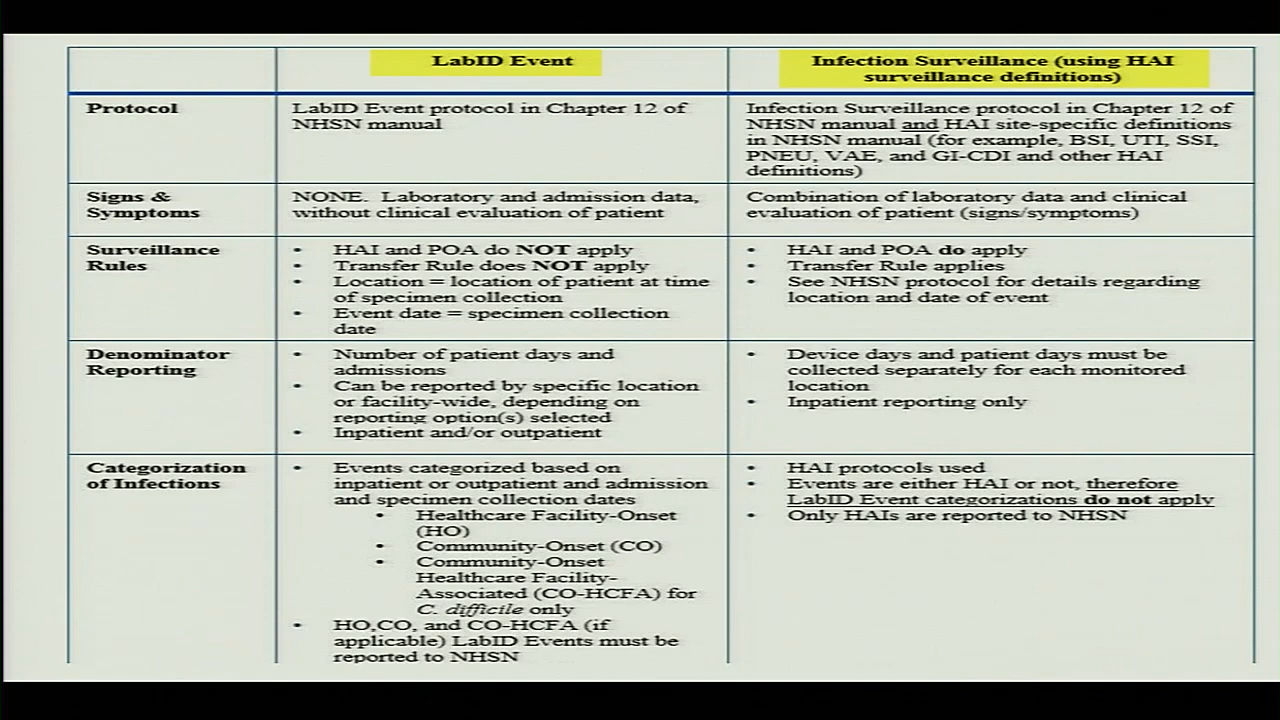 LabID Event
Infection Surveillance (using HAI
surveillance definitions)
Protocol
LabID Event protocol in Chapter 12 of
NHSN manual
Infection Surveillance protocol in Chapter 12 of
NHSN manual and HAI site-specific definitions
in NHSN manual (for example, BSI, UTI, SSI,
PNEU, VAE, and GI-CDI and other HAI
definitions)
Signs &
Symptoms
NONE. Laboratory and admission data,
without clinical evaluation of patient
Combination of laboratory data and clinical
evaluation of patient (signs/symptoms)
Surveillance
Rules
• HAI and POA do NOT apply
• Transfer Rule does NOT apply
• Location = location of patient at time
of specimen collection
• Event date = specimen collection
date
• HAI and POA do apply
• Transfer Rule applies
• See NHSN protocol for details regarding
location and date of event
Denominator
Reporting
• Number of patient days and
admissions
• Can be reported by specific location
or facility-wide, depending on
reporting option(s) selected
• Inpatient and/or outpatient
• Device days and patient days must be
collected separately for each monitored
location
• Inpatient reporting only
Categorization
of Infections
• Events categorized based on
inpatient or outpatient and admission
and specimen collection dates
• Healthcare Facility-Onset
(HO)
• Community-Onset (CO)
• Community-Onset
Healthcare Facility-
Associated (CO-HCFA) for
C. difficile only
• HO,CO, and CO-HCFA (if
applicable) LabID Events must be
reported to NHSN
• HAI protocols used
• Events are either HAI or not, therefore
LabID Event categorizations do not apply
• Only HAIs are reported to NHSN